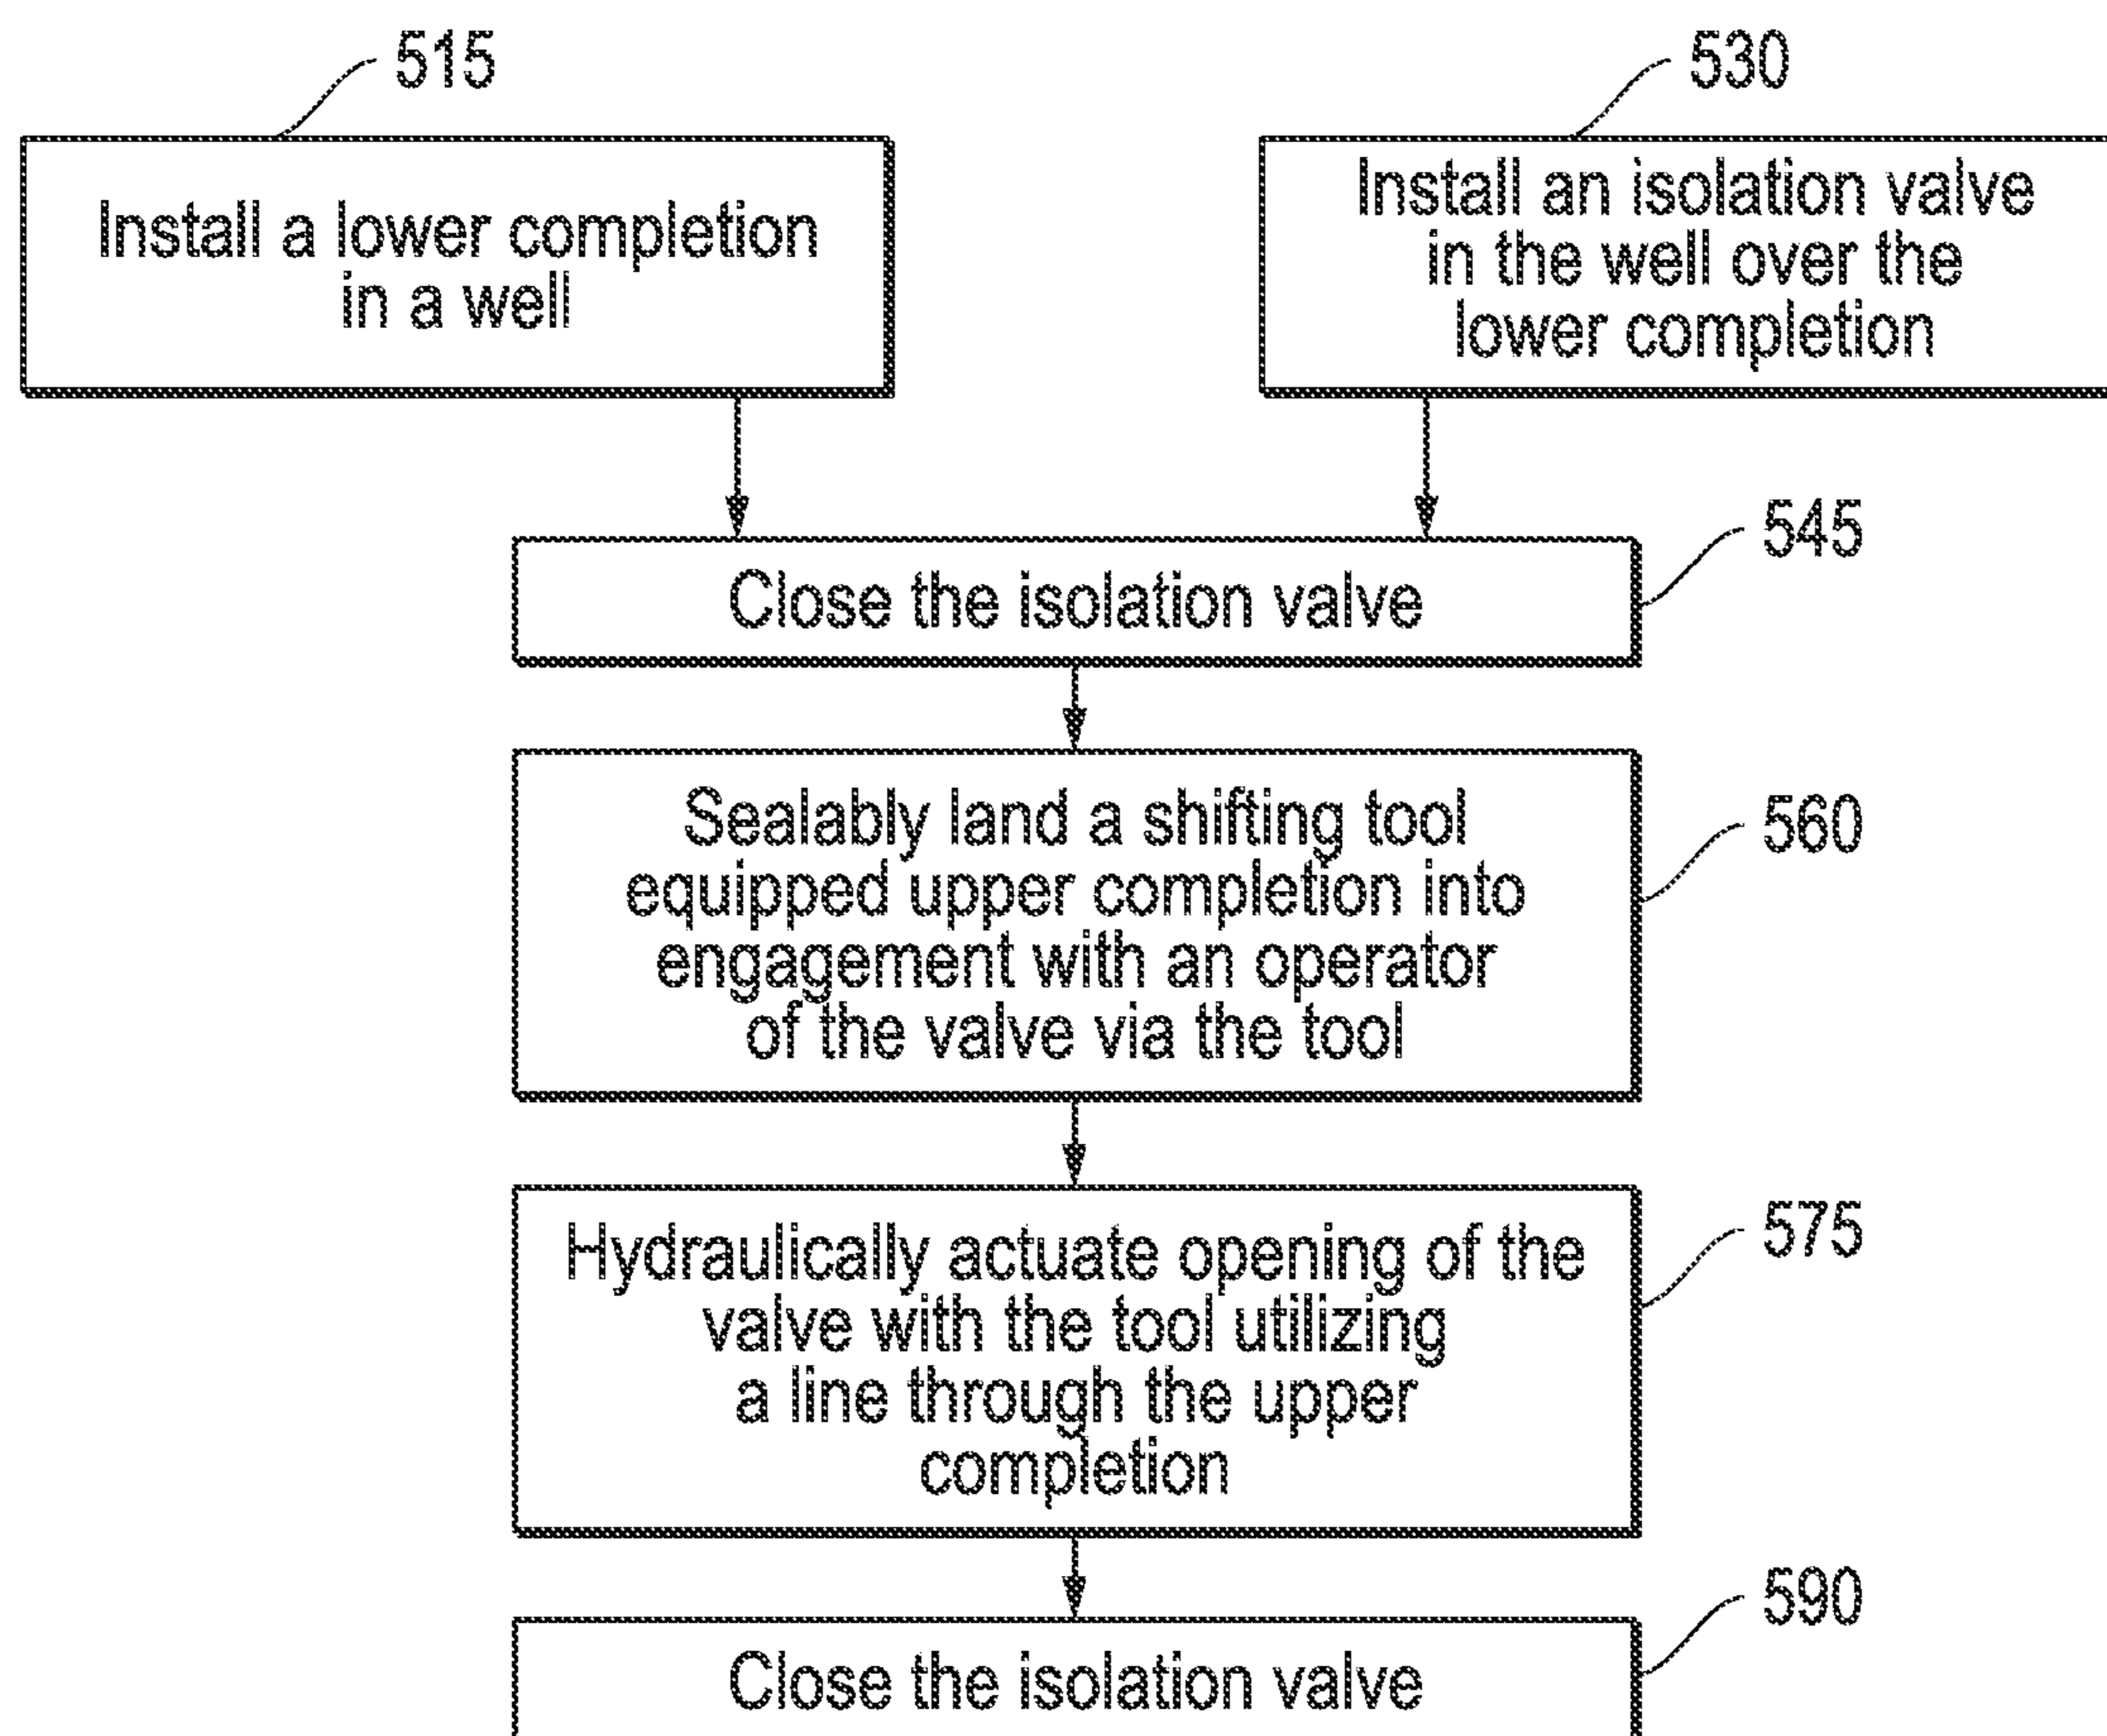 515
Install a lower completion
in a well
530
Install an isolation valve
in the well over the
lower completion
545
Close the isolation valve
560
Sealably land a shifting tool
equipped upper completion into
engagement with an operator
of the valve via the tool
575
Hydraulically actuate opening of the
valve with the tool utilizing
a line through the upper
completion
590
Close the isolation valve